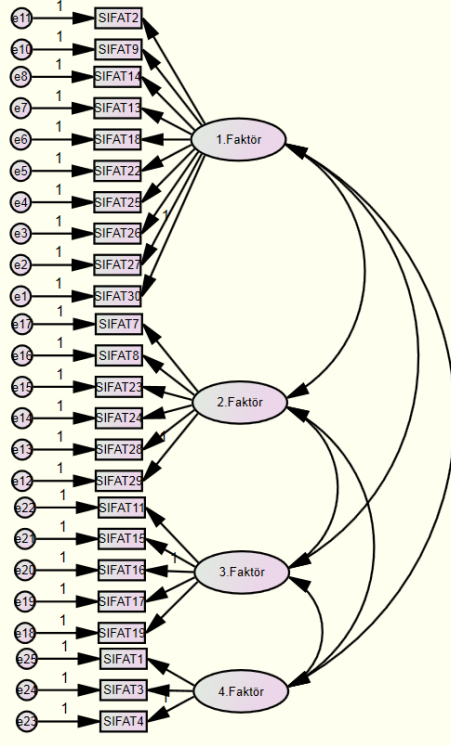 e11 1 SIFAT2
e10 1 SIFAT9
e8 1 SIFAT14
e7 1 SIFAT13
e6 1 SIFAT18 1.Faktör
e5 1 SIFAT22
e4 1 SIFAT25
e3 1 SIFAT26 1
e2 1 SIFAT27
e1 1 SIFAT30
e17 1 SIFAT7
e16 1 SIFAT8
e15 1 SIFAT23
2.Faktör
e14 1 SIFAT24
e13 1 SIFAT28 1
e12 1 SIFAT29
e22 1 SIFAT11
e21 1 SIFAT15
e20 1 SIFAT16 1 3.Faktör
e19 1 SIFAT17
e18 1 SIFAT19
e25 1 SIFAT1
e24 1 SIFAT3 4.Faktör
e23 1 SIFAT4 1